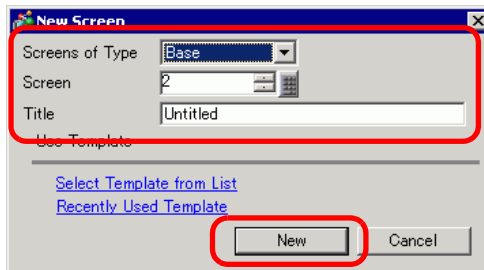 New Screen
Screens of Type Base
Screen 2
Title Untitled
Use Template
Select Template from List
Recently Used Template
New Cancel